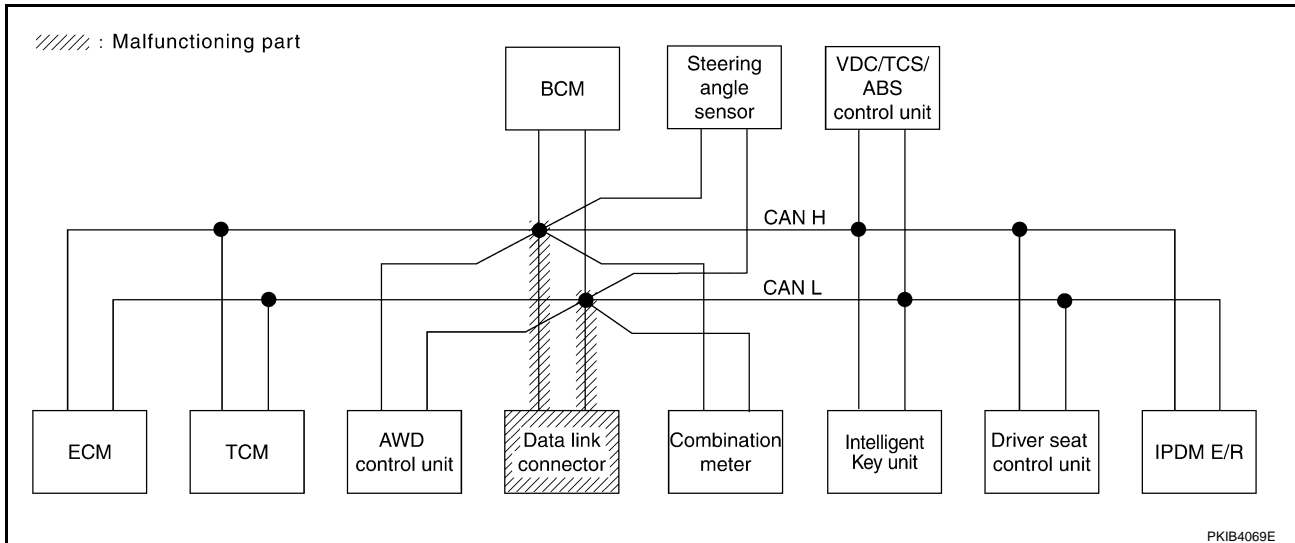 : Malfunctioning part
BCM
Steering
angle
sensor
VDC/TCS/
ABS
control unit
CAN H
CAN L
ECM
TCM
AWD
control unit
Data link
connector
Combination
meter
Intelligent
Key unit
Driver seat
control unit
IPDM E/R
PKIB4069E